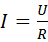 I = U/R